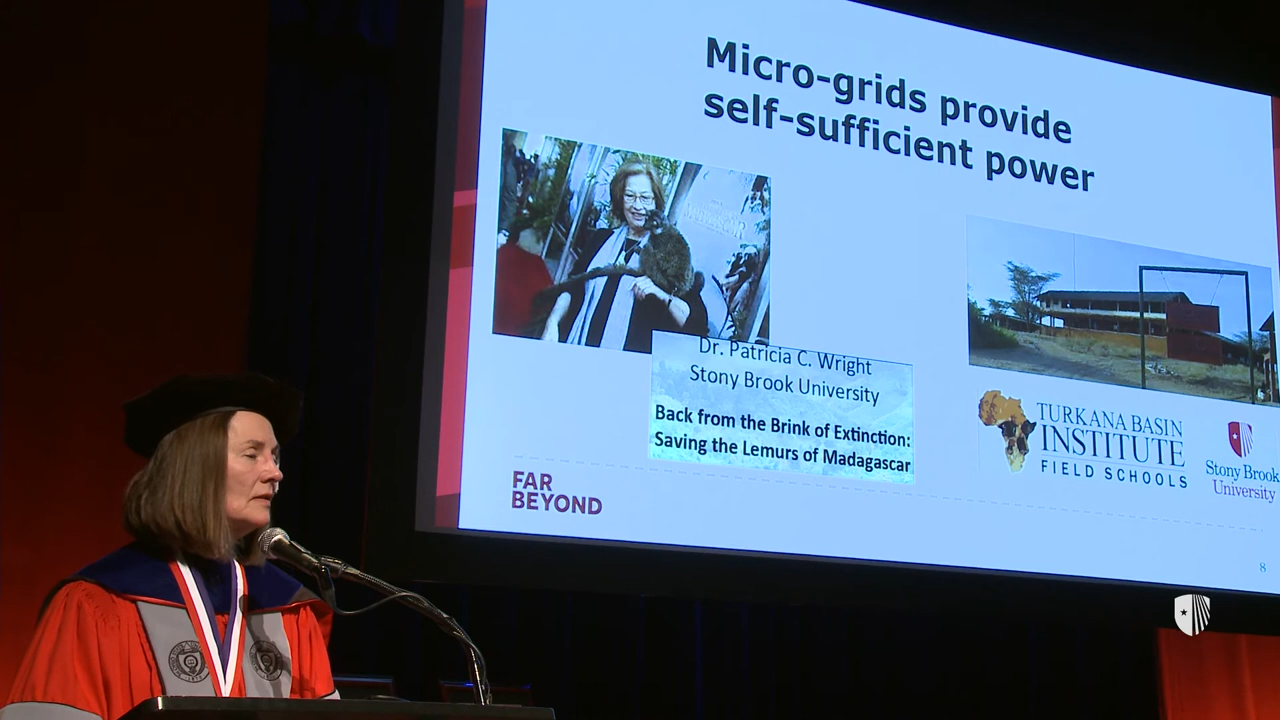 Micro-grids provide
self-sufficient power
Dr. Patricia C. Wright
Stony Brook University
Back from the Brink of Extinction:
Saving the Lemurs of Madagascar
TURKANA BASIN
INSTITUTE
FIELD SCHOOLS
Stony Brook
University
FAR
BEYOND
8